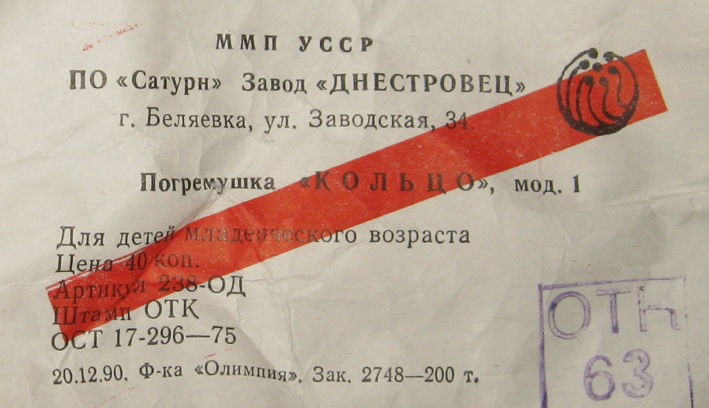 ММП УССР
ПО «Сатурн» Завод «ДНЕСТРОВЕЦ»
г. Беляевка, ул. Заводская, 34.
Погремушка «КОЛЬЦО», мод. 1
Для детей младенческого возраста
Цена 40 коп.
Артикул 238-ОД
Штамп ОТК
ОСТ 17-296—75
20.12.90. Ф-ка «Олимпия». Зак. 2748—200 т.
ОТК
63